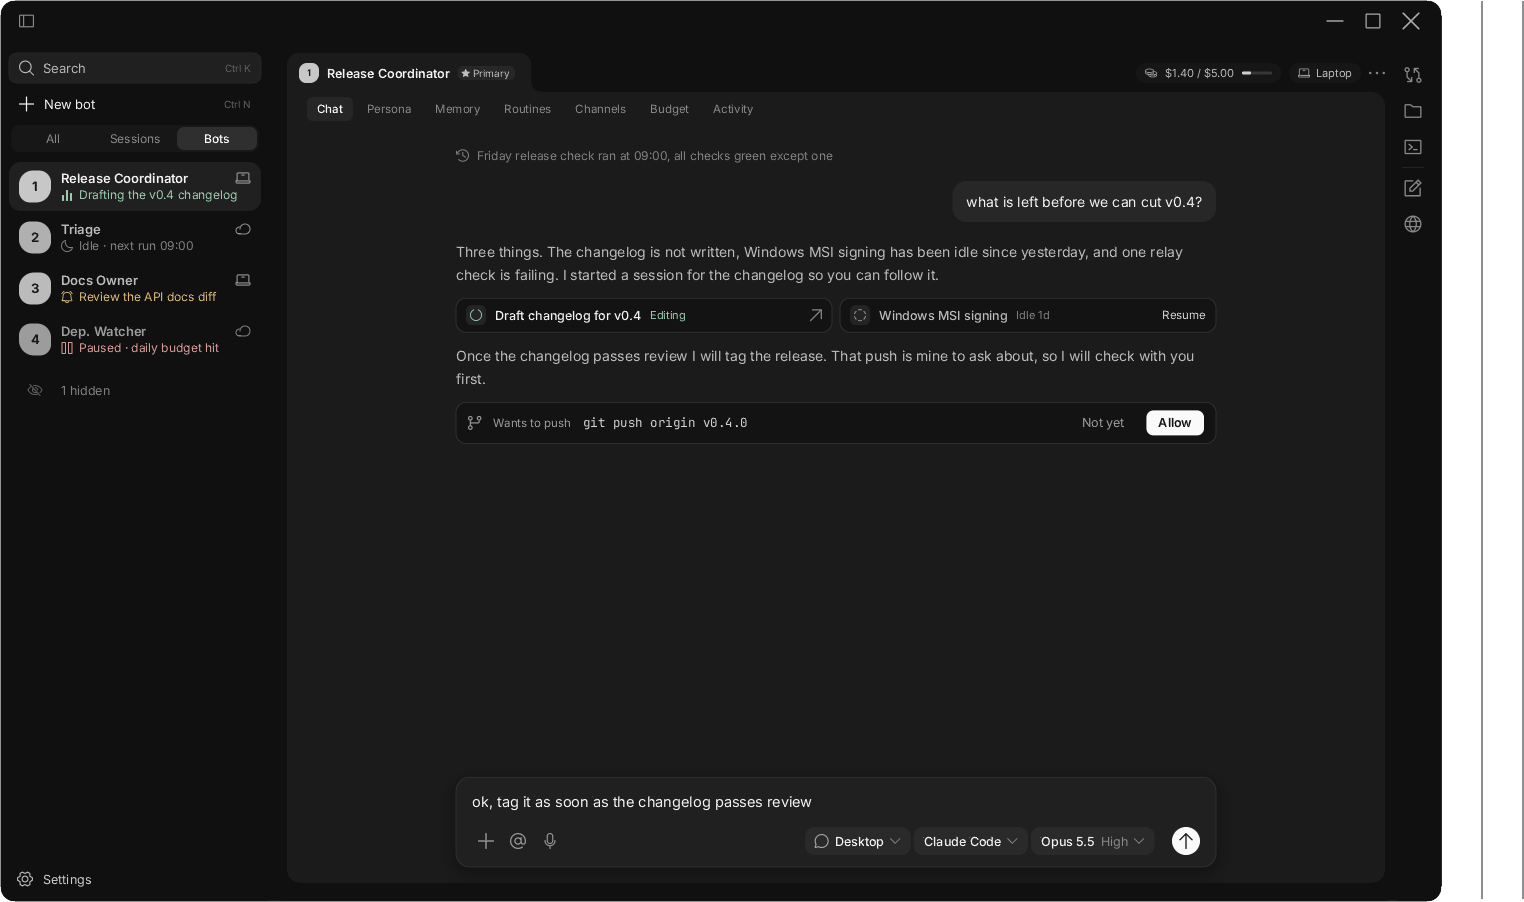 Search Ctrl K
New bot Ctrl N
All Sessions Bots
1 Release Coordinator
Drafting the v0.4 changelog
2 Triage
Idle · next run 09:00
3 Docs Owner
Review the API docs diff
4 Dep. Watcher
Paused · daily budget hit
1 hidden
Settings
1 Release Coordinator Primary
$1.40 / $5.00 Laptop
Chat Persona Memory Routines Channels Budget Activity
Friday release check ran at 09:00, all checks green except one
what is left before we can cut v0.4?
Three things. The changelog is not written, Windows MSI signing has been idle since yesterday, and one relay
check is failing. I started a session for the changelog so you can follow it.
Draft changelog for v0.4 Editing
Windows MSI signing Idle 1d Resume
Once the changelog passes review I will tag the release. That push is mine to ask about, so I will check with you
first.
Wants to push git push origin v0.4.0 Not yet Allow
ok, tag it as soon as the changelog passes review
Desktop Claude Code Opus 5.5 High